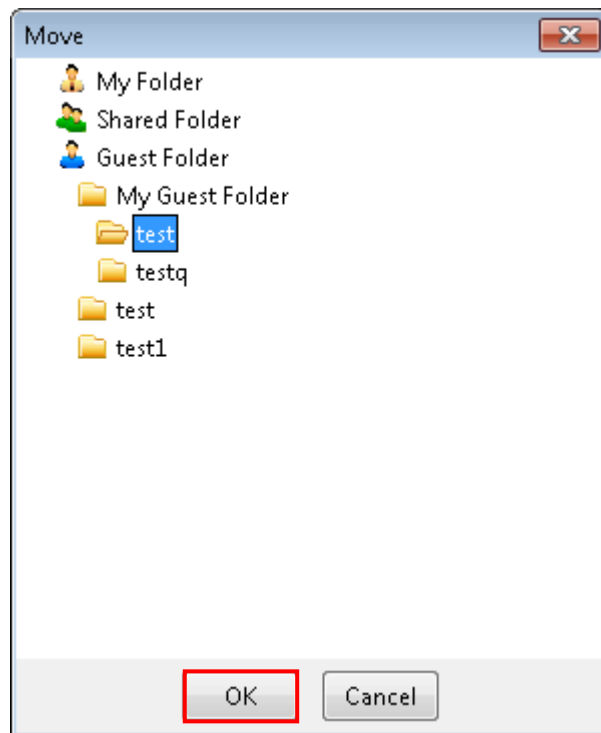 Move
My Folder
Shared Folder
Guest Folder
My Guest Folder
test
testq
test
test1
OK Cancel